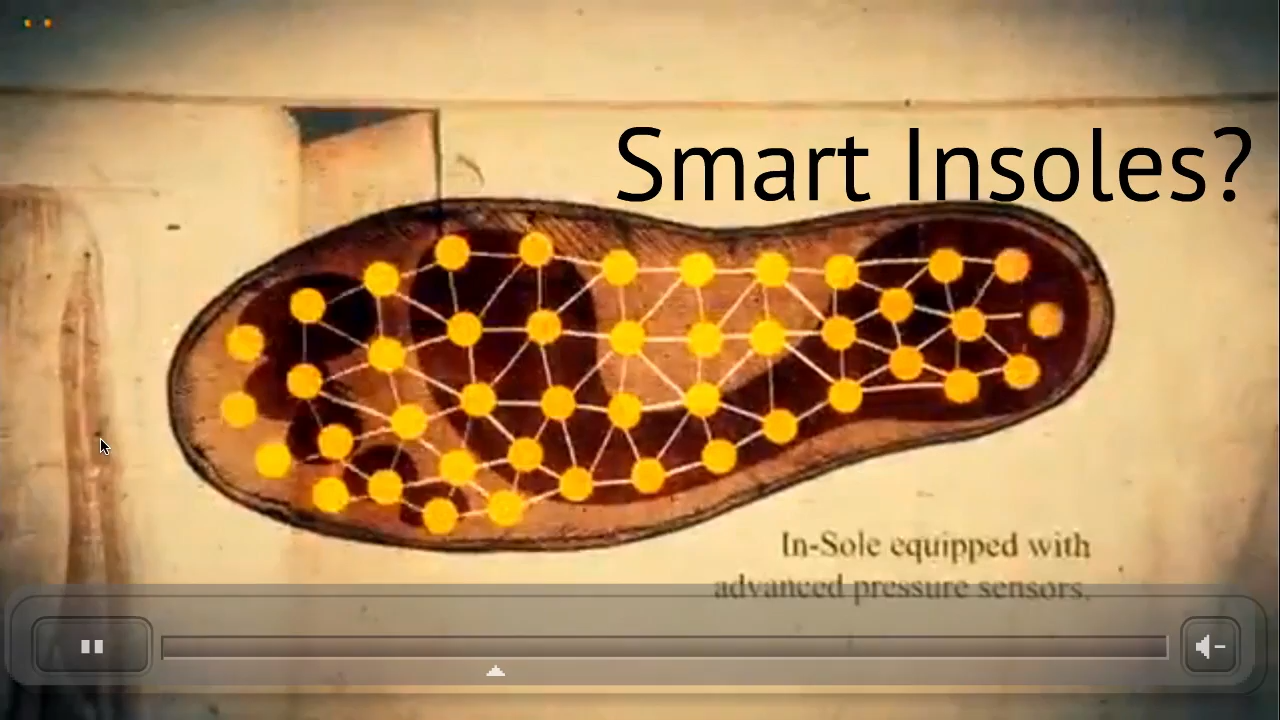 Smart Insoles?
In-Sole equipped with
advanced pressure sensors.